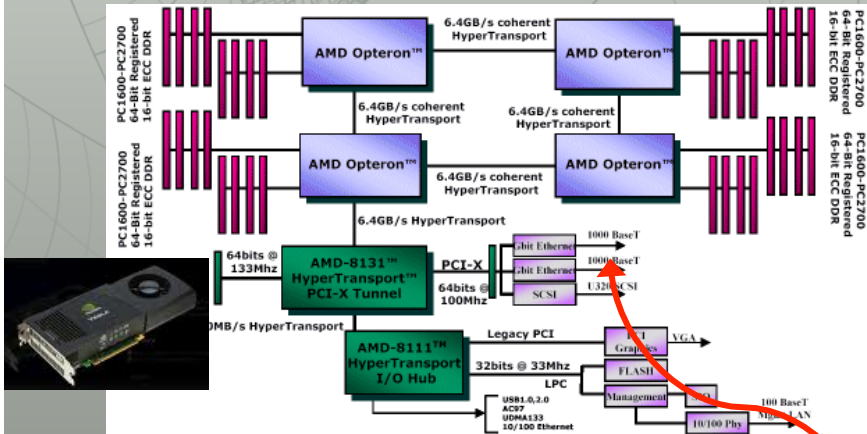 6.4GB/s coherent
HyperTransport
PC1600-PC2700
64-Bit Registered
16-bit ECC DDR
AMD Opteron™
AMD Opteron™
PC1600-PC2700
64-Bit Registered
16-bit ECC DDR
6.4GB/s coherent
HyperTransport
6.4GB/s coherent
HyperTransport
PC1600-PC2700
64-Bit Registered
16-bit ECC DDR
AMD Opteron™
6.4GB/s coherent
HyperTransport
AMD Opteron™
PC1600-PC2700
64-Bit Registered
16-bit ECC DDR
6.4GB/s HyperTransport
64bits @
133Mhz
AMD-8131™
HyperTransport™
PCI-X Tunnel
PCI-X
64bits @
100Mhz
Gbit Ethernet
1000 BaseT
Gbit Ethernet
1000 BaseT
SCSI
U320 SCSI
0MB/s HyperTransport
AMD-8111™
HyperTransport
I/O Hub
Legacy PCI
PCI
Graphics
VGA
32bits @ 33Mhz
LPC
FLASH
Management
100 BaseT
LAN
10/100 Phy
USB1.0,2.0
AC97
UDMA133
10/100 Ethernet